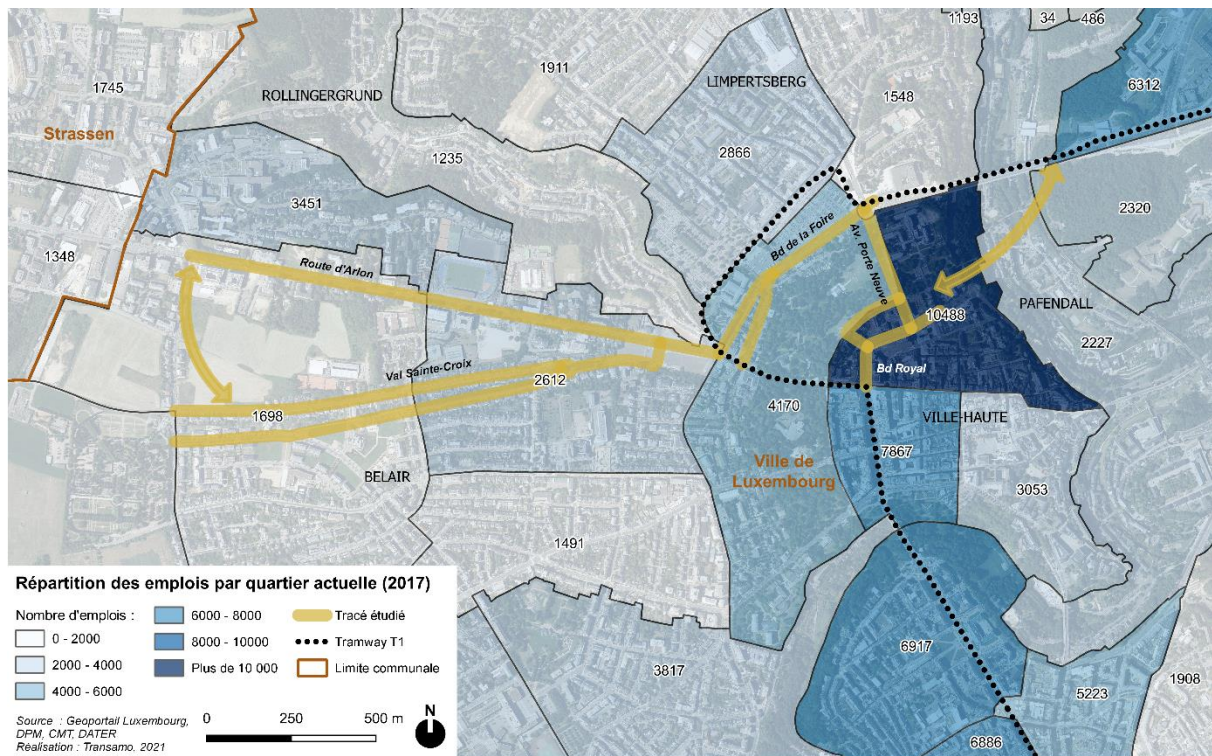 1193
34
486
1745
1911
LIMPERTSBERG
6312
ROLLINGERGRUND
1548
Strassen
1235
2866
3451
2320
1348
Route d'Arlon
Bd de la Foire
Av. Porte Neuve
PAFENDALL
10488
2227
Val Sainte-Croix
2612
Bd Royal
1698
4170
VILLE-HAUTE
BELAIR
Ville de
Luxembourg
7867
3053
1491
3817
6917
5223
1908
6886
Répartition des emplois par quartier actuelle (2017)
Nombre d'emplois :
0 - 2000
2000 - 4000
4000 - 6000
6000 - 8000
8000 - 10000
Plus de 10 000
Tracé étudié
Tramway T1
Limite communale
Source : Geoportail Luxembourg,
DPM, CMT, DATER
Réalisation : Transamo, 2021
0 250 500 m
N